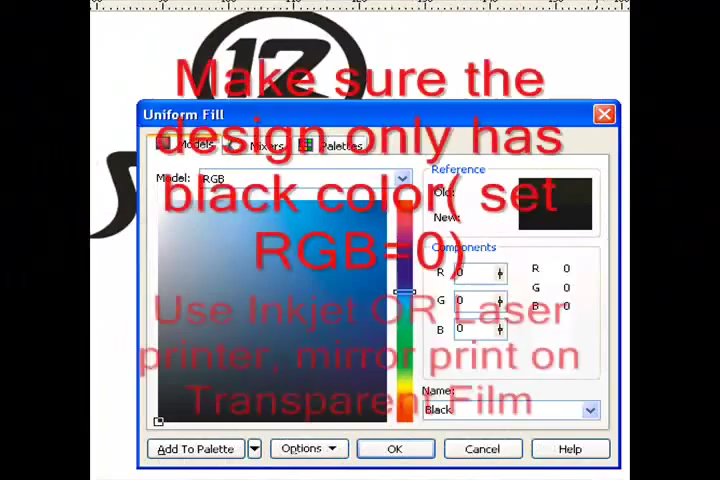 12
Make sure the
design only has
black color( set
RGB=0)
Use Inkjet OR Laser
printer, mirror print on
Transparent Film
Uniform Fill
Models Mixers Palettes
Model: RGB
Reference
Old:
New:
Components
R 0 R 0
G 0 G 0
B 0 B 0
Name:
Black
Add To Palette Options OK Cancel Help